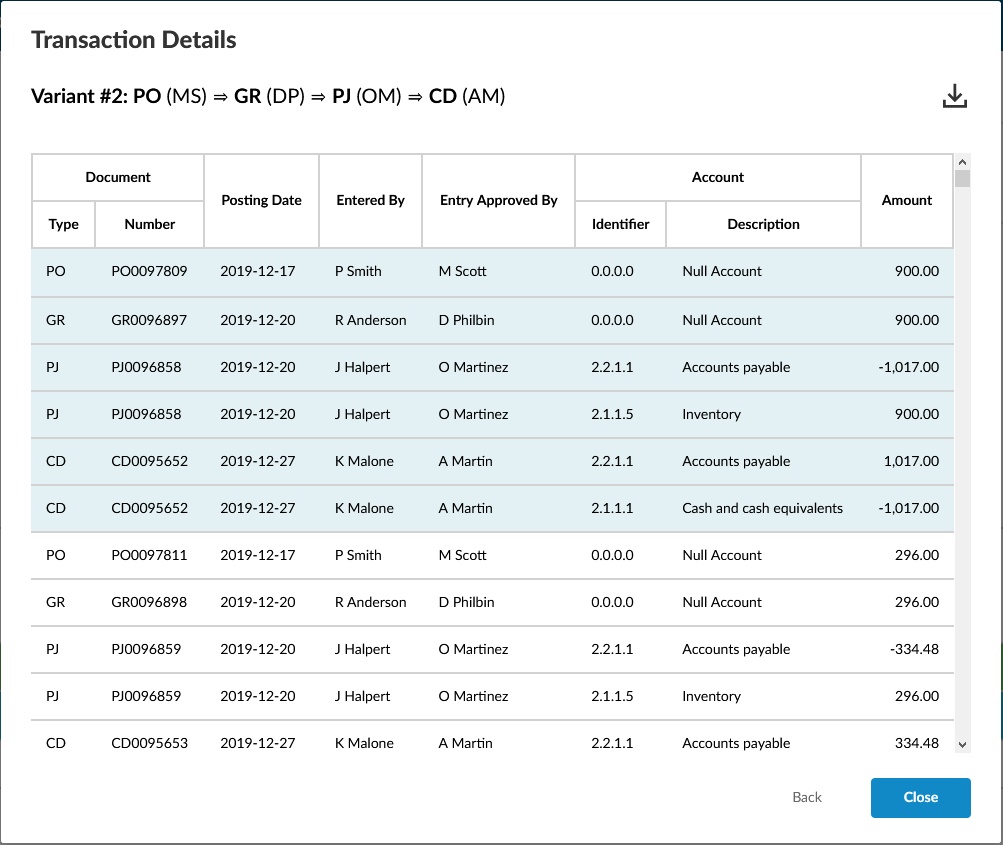 Transaction Details
Variant #2: PO (MS) ⇒ GR (DP) ⇒ PJ (OM) ⇒ CD (AM)
Document Posting Date Entered By Entry Approved By Account Amount
Type Number Identifier Description
PO PO0097809 2019-12-17 P Smith M Scott 0.0.0.0 Null Account 900.00
GR GR0096897 2019-12-20 R Anderson D Philbin 0.0.0.0 Null Account 900.00
PJ PJ0096858 2019-12-20 J Halpert O Martinez 2.2.1.1 Accounts payable -1,017.00
PJ PJ0096858 2019-12-20 J Halpert O Martinez 2.1.1.5 Inventory 900.00
CD CD0095652 2019-12-27 K Malone A Martin 2.2.1.1 Accounts payable 1,017.00
CD CD0095652 2019-12-27 K Malone A Martin 2.1.1.1 Cash and cash equivalents -1,017.00
PO PO0097811 2019-12-17 P Smith M Scott 0.0.0.0 Null Account 296.00
GR GR0096898 2019-12-20 R Anderson D Philbin 0.0.0.0 Null Account 296.00
PJ PJ0096859 2019-12-20 J Halpert O Martinez 2.2.1.1 Accounts payable -334.48
PJ PJ0096859 2019-12-20 J Halpert O Martinez 2.1.1.5 Inventory 296.00
CD CD0095653 2019-12-27 K Malone A Martin 2.2.1.1 Accounts payable 334.48
Back Close